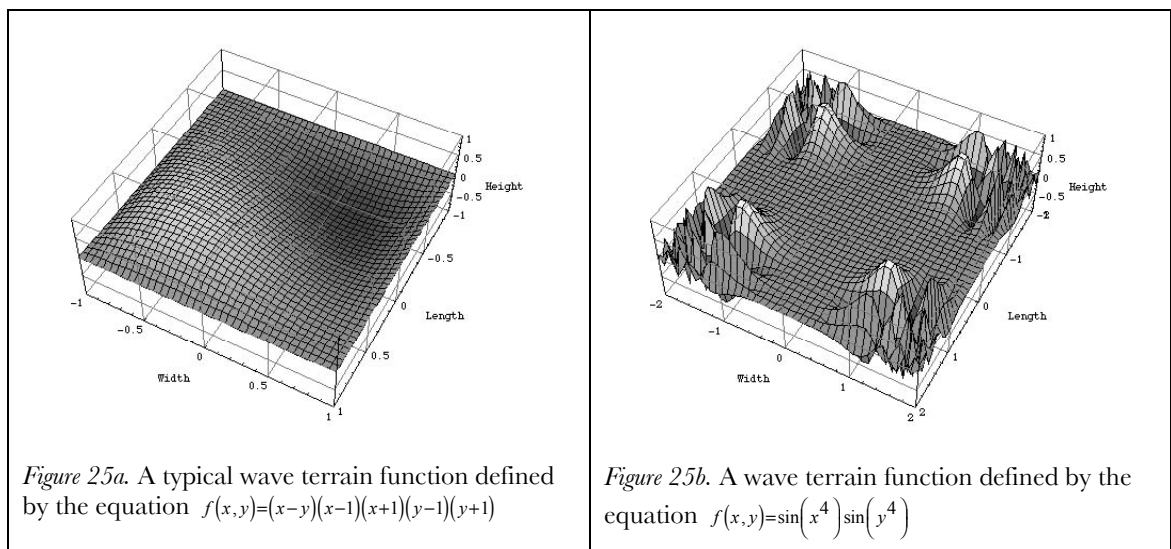 1
0.5
0
-0.5
-1
Height
-0.5
0
Length
0.5
1
-1
-0.5
0
Width
0.5
1
Figure 25a. A typical wave terrain function defined
by the equation f(x,y)=(x−y)(x−1)(x+1)(y−1)(y+1)
1
0.5
0
-0.5
-1
Height
-1
0
Length
1
2
-2
-1
0
Width
1
2
Figure 25b. A wave terrain function defined by the
equation f(x,y)=sin(x⁴)sin(y⁴)